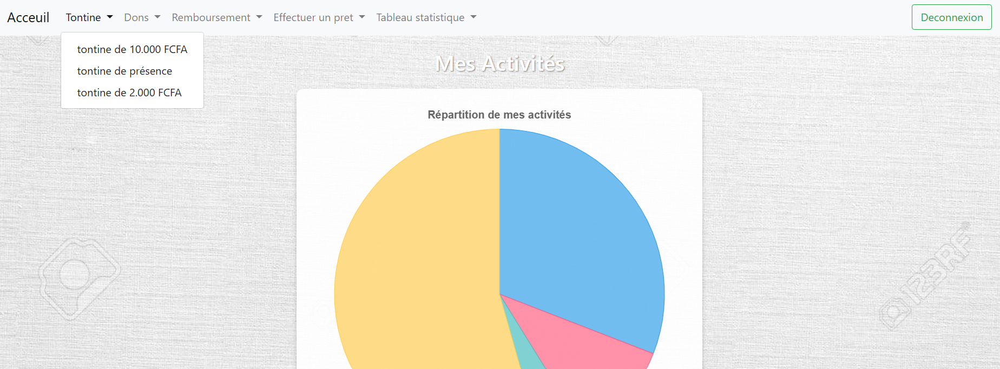 Acceuil Tontine Dons Remboursement Effectuer un pret Tableau statistique Deconnexion
tontine de 10.000 FCFA
tontine de présence
tontine de 2.000 FCFA
Mes Activités
Répartition de mes activités
123RF®